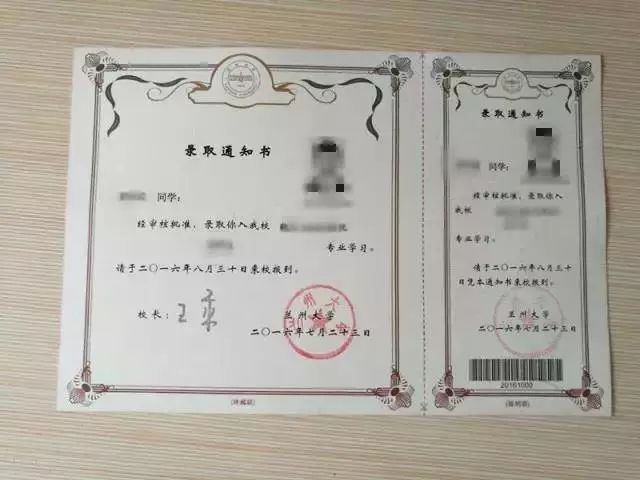 录取通知书
同学：
经审核批准，录取你入我校
专业学习。
请于二〇一六年八月三十日来校报到。
校长：
兰州大学
二〇一六年七月二十三日
录取通知书
同学：
经审核批准，录取你入
我校
专业学习。
请于二〇一六年八月三十
日凭本通知书来校报到。
兰州大学
二〇一六年七月二十三日
20161000